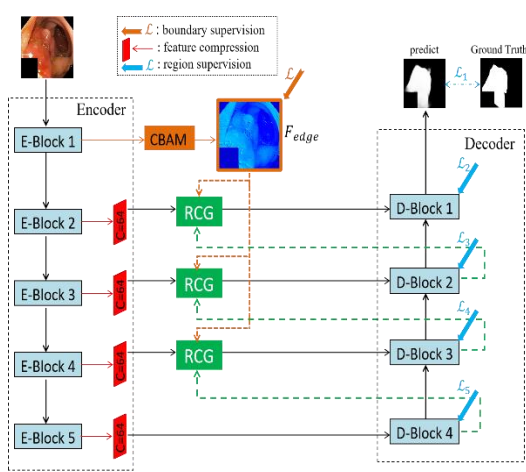 ℒ : boundary supervision
: feature compression
ℒ : region supervision
predict
Ground Truth
ℒ1
Encoder
ℒ
Fedge
Decoder
E-Block 1
CBAM
ℒ2
E-Block 2
C=64
RCG
D-Block 1
ℒ3
E-Block 3
C=64
RCG
D-Block 2
ℒ4
E-Block 4
C=64
RCG
D-Block 3
ℒ5
E-Block 5
C=64
D-Block 4